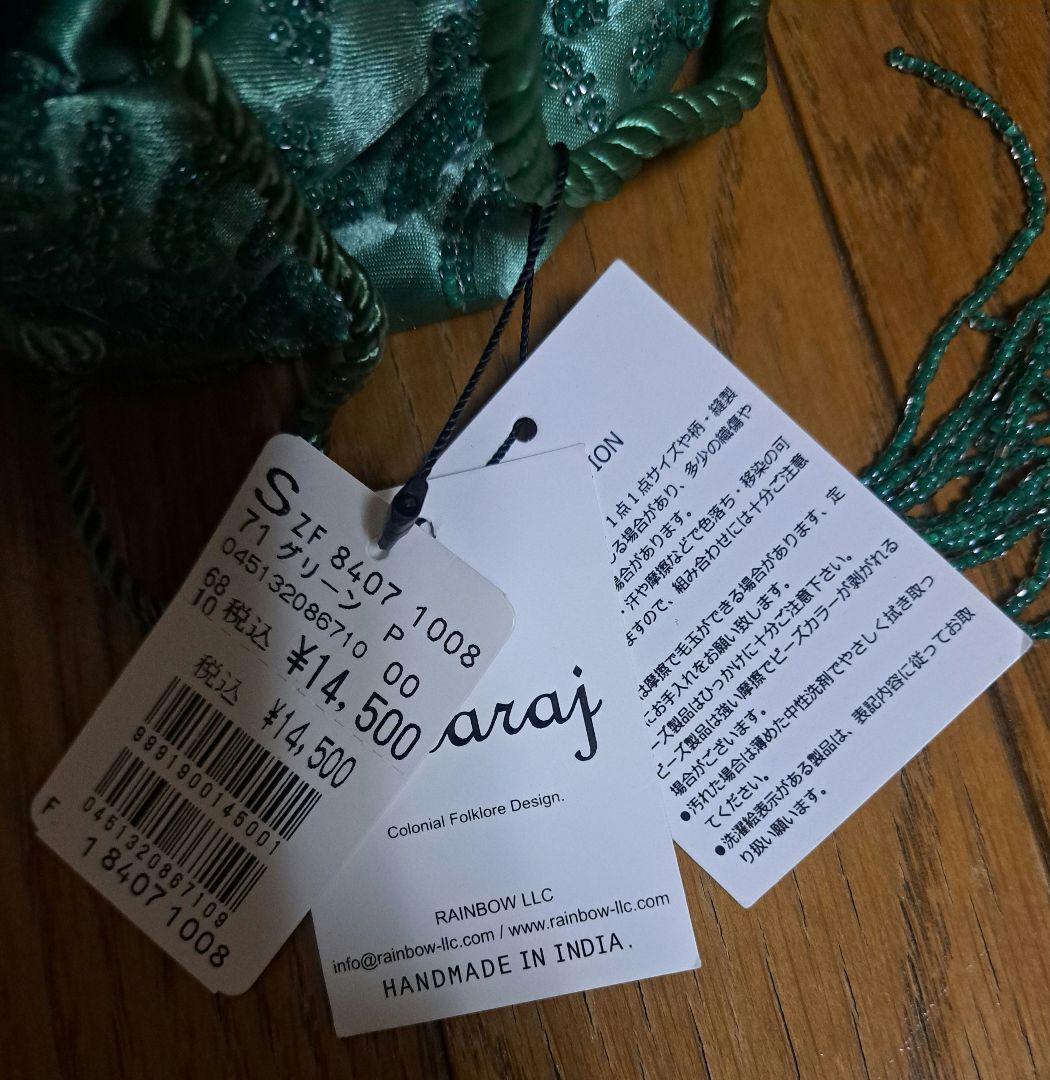 S ZF 8407 1008
71 グリーン P
045132086710 00
68
10 税込 ¥14,500
税込 ¥14,500
9991900145001
0451320867109
F 184071008
araj
Colonial Folklore Design.
RAINBOW LLC
info@rainbow-llc.com / www.rainbow-llc.com
HANDMADE IN INDIA.
ION
1点1点サイズや柄・縫製
る場合があり、多少の織傷や
場合があります。
汗や摩擦などで色落ち・移染の可
ますので、組み合わせには十分ご注意
は摩擦で毛玉ができる場合があります、定
にお手入れをお願い致します。
ーズ製品はひっかけに十分ご注意下さい。
ビーズ製品は強い摩擦でビーズカラーが剥がれる
場合がございます。
●汚れた場合は薄めた中性洗剤でやさしく拭き取っ
てください。
●洗濯絵表示がある製品は、表記内容に従ってお取
り扱い願います。